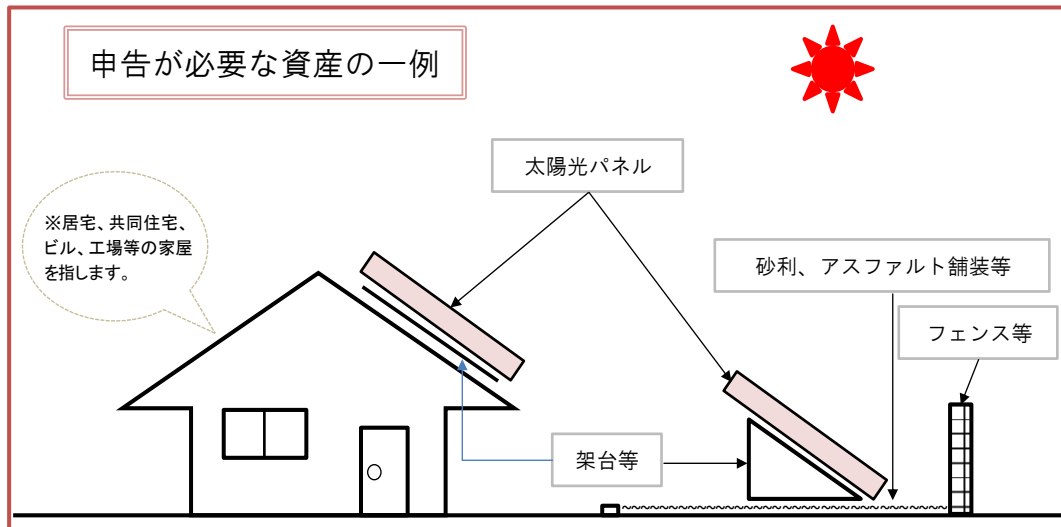 申告が必要な資産の一例
太陽光パネル
※居宅、共同住宅、
ビル、工場等の家屋
を指します。
砂利、アスファルト舗装等
フェンス等
架台等